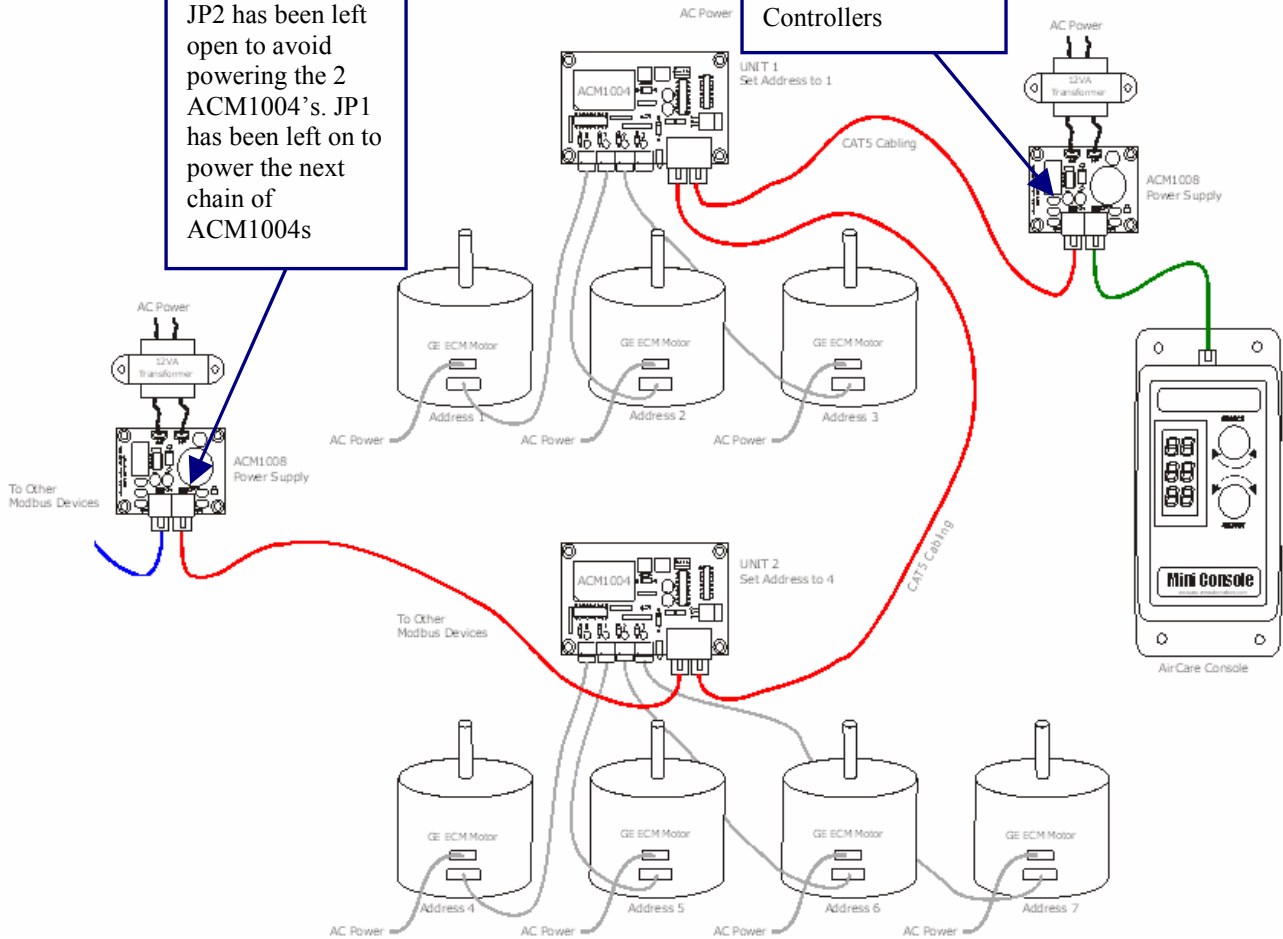 JP2 has been left
open to avoid
powering the 2
ACM1004’s. JP1
has been left on to
power the next
chain of
ACM1004s
AC Power
Controllers
AC Power
UNIT 1
Set Address to 1
ACM1004
12VA
Transformer
CAT5 Cabling
ACM1008
Power Supply
AC Power
12VA
Transformer
GE ECM Motor
GE ECM Motor
GE ECM Motor
Address 1
Address 2
Address 3
AC Power
AC Power
AC Power
ACM1008
Power Supply
To Other
Modbus Devices
88
88
88
Mini Console
AirCare Console
CAT5 Cabling
ACM1004
UNIT 2
Set Address to 4
To Other
Modbus Devices
GE ECM Motor
GE ECM Motor
GE ECM Motor
GE ECM Motor
Address 4
Address 5
Address 6
Address 7
AC Power
AC Power
AC Power
AC Power